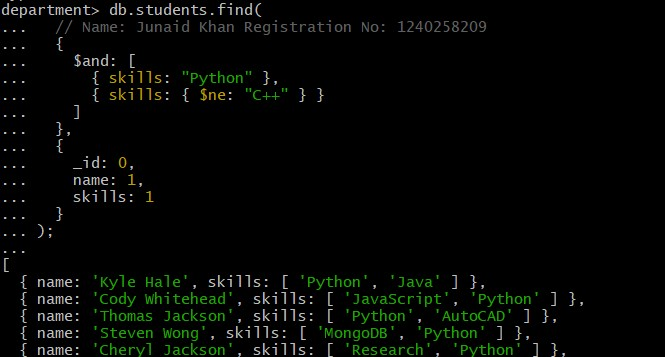 department> db.students.find(
...   // Name: Junaid Khan Registration No: 1240258209
...   {
...     $and: [
...       { skills: "Python" },
...       { skills: { $ne: "C++" } }
...     ]
...   },
...   {
...     _id: 0,
...     name: 1,
...     skills: 1
...   }
... );
...
[
  { name: 'Kyle Hale', skills: [ 'Python', 'Java' ] },
  { name: 'Cody Whitehead', skills: [ 'JavaScript', 'Python' ] },
  { name: 'Thomas Jackson', skills: [ 'Python', 'AutoCAD' ] },
  { name: 'Steven Wong', skills: [ 'MongoDB', 'Python' ] },
  { name: 'Cheryl Jackson', skills: [ 'Research', 'Python' ] },